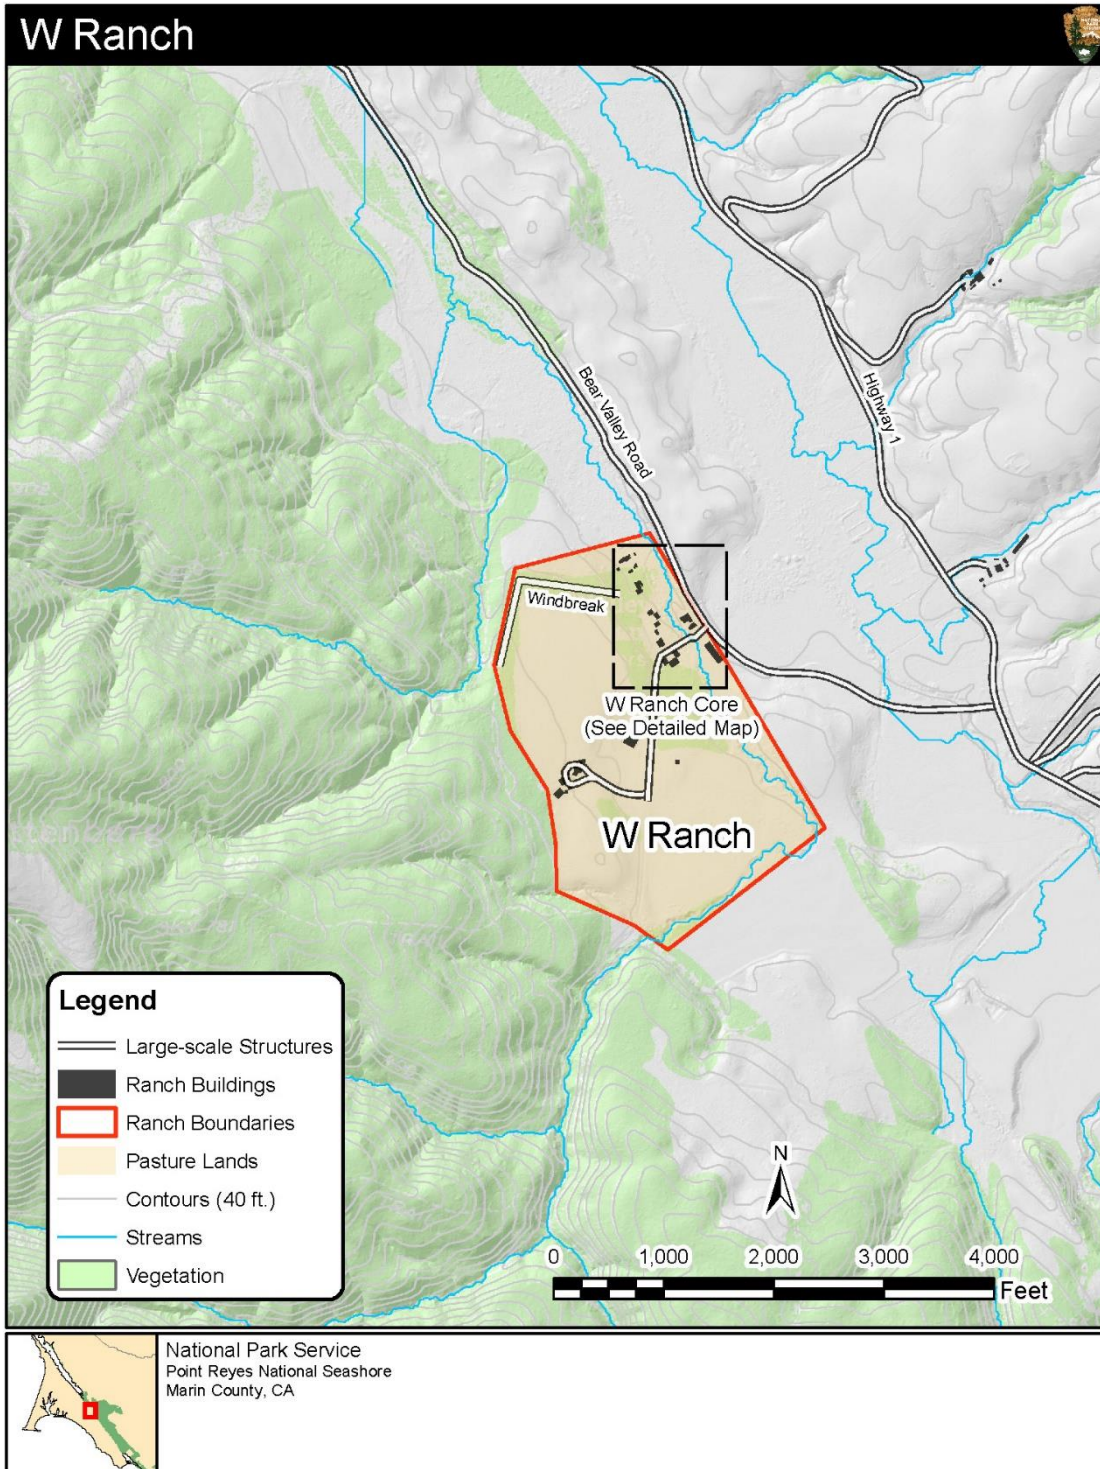 W Ranch
Bear Valley Road
Highway 1
Windbreak
W Ranch Core
(See Detailed Map)
W Ranch
Legend
Large-scale Structures
Ranch Buildings
Ranch Boundaries
Pasture Lands
Contours (40 ft.)
Streams
Vegetation
N
0 1,000 2,000 3,000 4,000
Feet
National Park Service
Point Reyes National Seashore
Marin County, CA